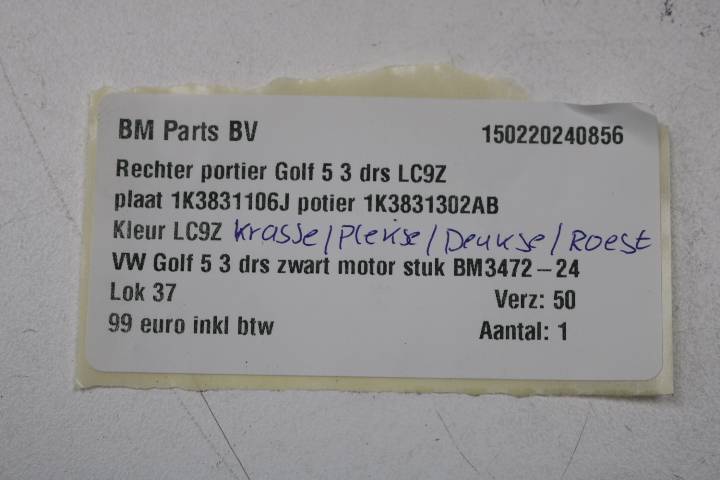 BM Parts BV 150220240856
Rechter portier Golf 5 3 drs LC9Z
plaat 1K3831106J potier 1K3831302AB
Kleur LC9Z Krasse/Plekse/Deukse/Roest
VW Golf 5 3 drs zwart motor stuk BM3472-24
Lok 37 Verz: 50
99 euro inkl btw Aantal: 1